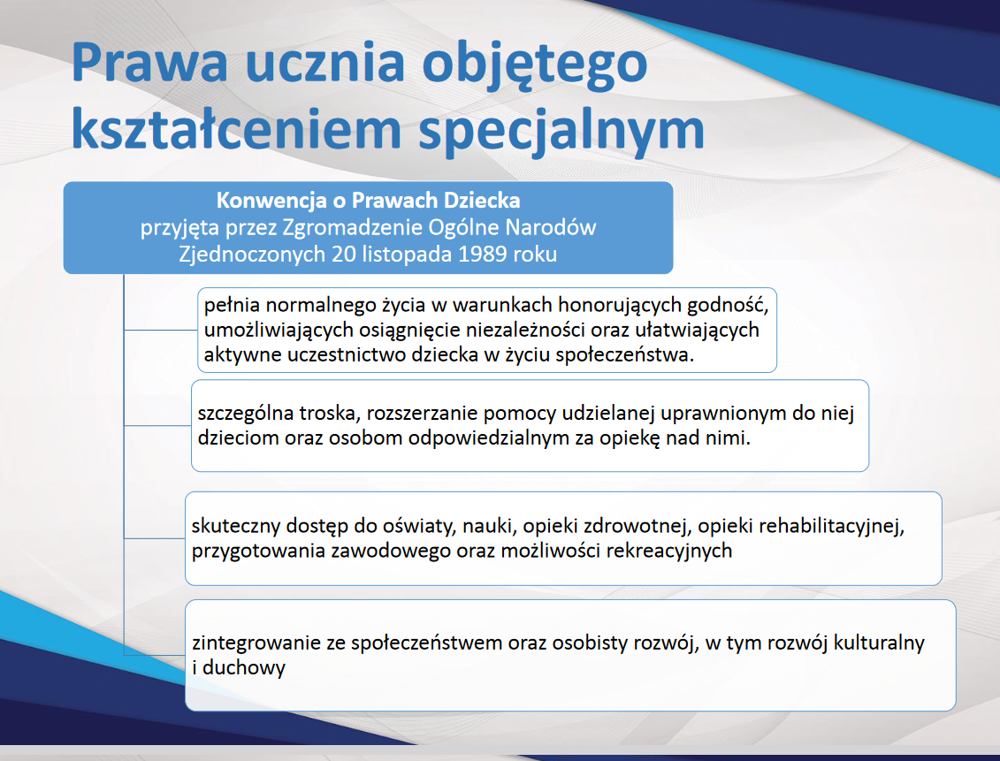 Prawa ucznia objętego
kształceniem specjalnym
Konwencja o Prawach Dziecka
przyjęta przez Zgromadzenie Ogólne Narodów
Zjednoczonych 20 listopada 1989 roku
pełnia normalnego życia w warunkach honorujących godność,
umożliwiających osiągnięcie niezależności oraz ułatwiających
aktywne uczestnictwo dziecka w życiu społeczeństwa.
szczególna troska, rozszerzanie pomocy udzielanej uprawnionym do niej
dzieciom oraz osobom odpowiedzialnym za opiekę nad nimi.
skuteczny dostęp do oświaty, nauki, opieki zdrowotnej, opieki rehabilitacyjnej,
przygotowania zawodowego oraz możliwości rekreacyjnych
zintegrowanie ze społeczeństwem oraz osobisty rozwój, w tym rozwój kulturalny
i duchowy